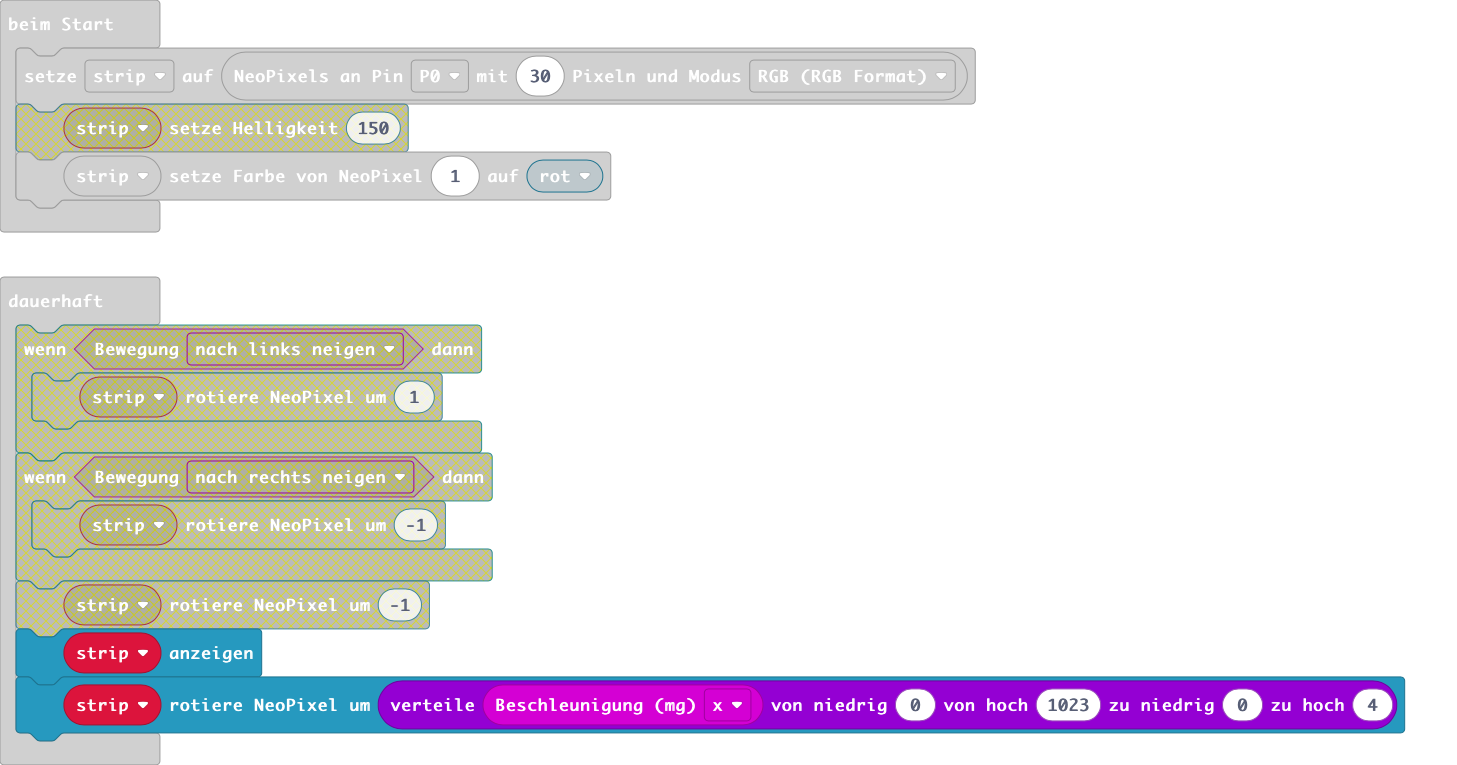 beim Start
setze strip auf NeoPixels an Pin P0 mit 30 Pixeln und Modus RGB (RGB Format)
strip setze Helligkeit 150
strip setze Farbe von NeoPixel 1 auf rot
dauerhaft
wenn Bewegung nach links neigen dann
strip rotiere NeoPixel um 1
wenn Bewegung nach rechts neigen dann
strip rotiere NeoPixel um -1
strip rotiere NeoPixel um -1
strip anzeigen
strip rotiere NeoPixel um verteile Beschleunigung (mg) x von niedrig 0 von hoch 1023 zu niedrig 0 zu hoch 4